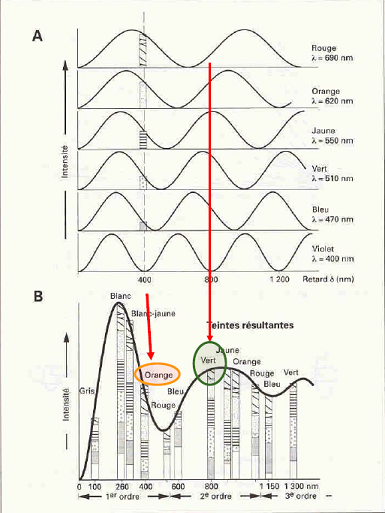 A
Rouge
λ = 690 nm
Orange
λ = 620 nm
Jaune
λ = 550 nm
Vert
λ = 510 nm
Bleu
λ = 470 nm
Violet
λ = 400 nm
Intensité
400 800 1 200 Retard δ (nm)
B
Blanc
Blanc-jaune
Teintes résultantes
Jaune
Vert
Orange
Orange
Rouge
Bleu
Vert
Gris
Bleu
Rouge
Intensité
0 100 260 400 600 800 1 150 1 300 nm
1er ordre 2e ordre 3e ordre